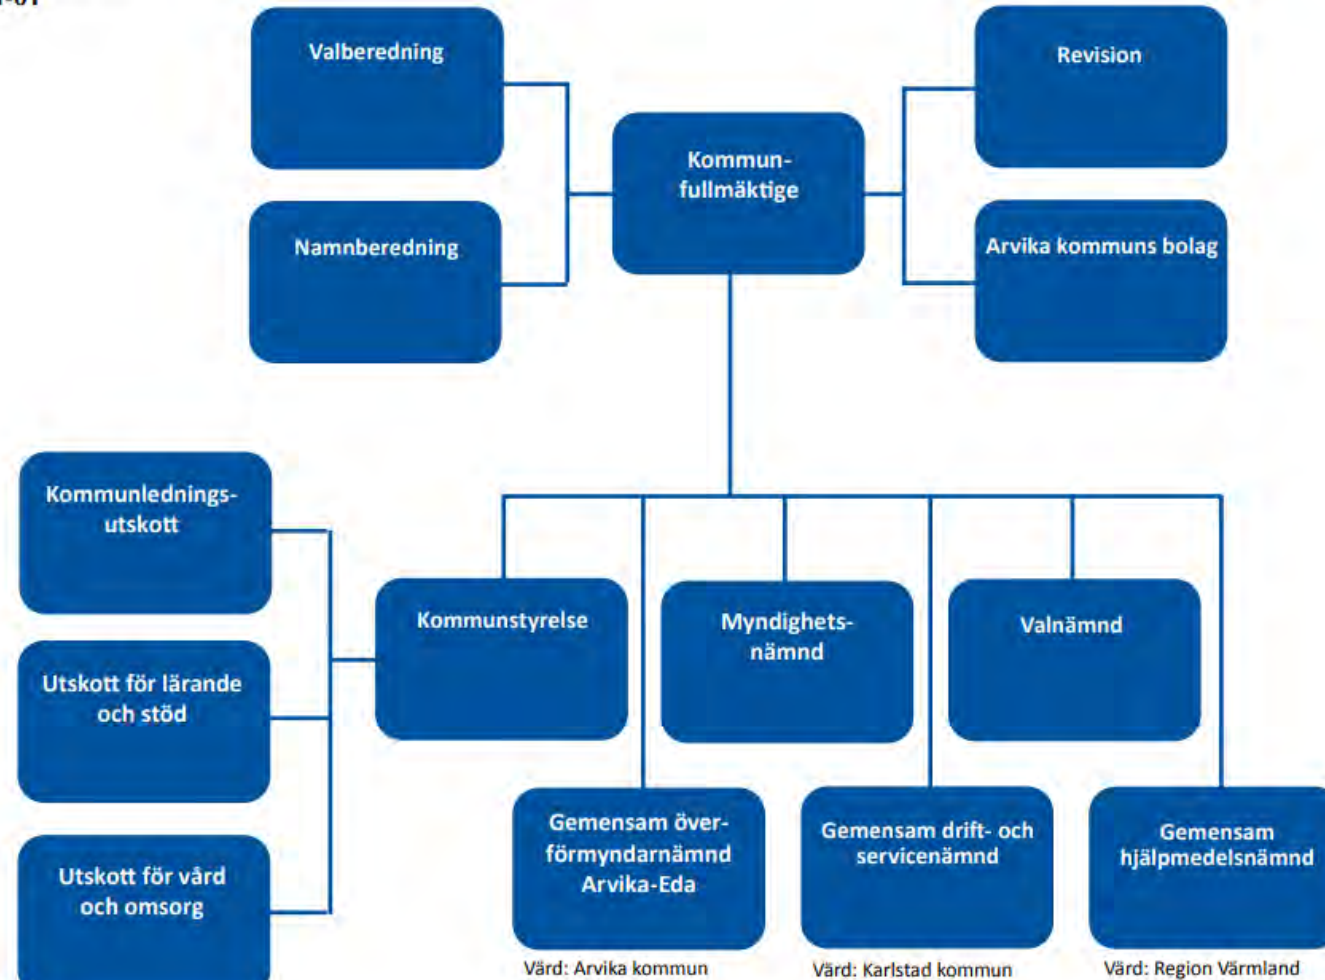 Valberedning
Revision
Kommun-
fullmäktige
Namnberedning
Arvika kommuns bolag
Kommunlednings-
utskott
Kommunstyrelse
Myndighets-
nämnd
Valnämnd
Utskott för lärande
och stöd
Gemensam över-
förmyndarnämnd
Arvika-Eda
Gemensam drift- och
servicenämnd
Gemensam
hjälpmedelsnämnd
Utskott för vård
och omsorg
Värd: Arvika kommun
Värd: Karlstad kommun
Värd: Region Värmland